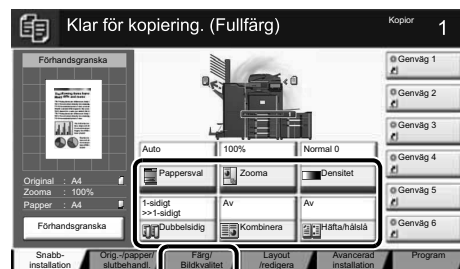 Klar för kopiering. (Fullfärg)
Kopior
1
Förhandsgranska
Original : A4
Zooma : 100%
Papper : A4
Förhandsgranska
Auto
100%
Normal 0
Pappersval
Zooma
Densitet
1-sidigt
>>1-sidigt
Av
Av
Dubbelsidig
Kombinera
Häfta/hålslå
Genväg 1
Genväg 2
Genväg 3
Genväg 4
Genväg 5
Genväg 6
Snabb-
installation
Orig.-/papper/
slutbehandl.
Färg/
Bildkvalitet
Layout
/redigera
Avancerad
installation
Program